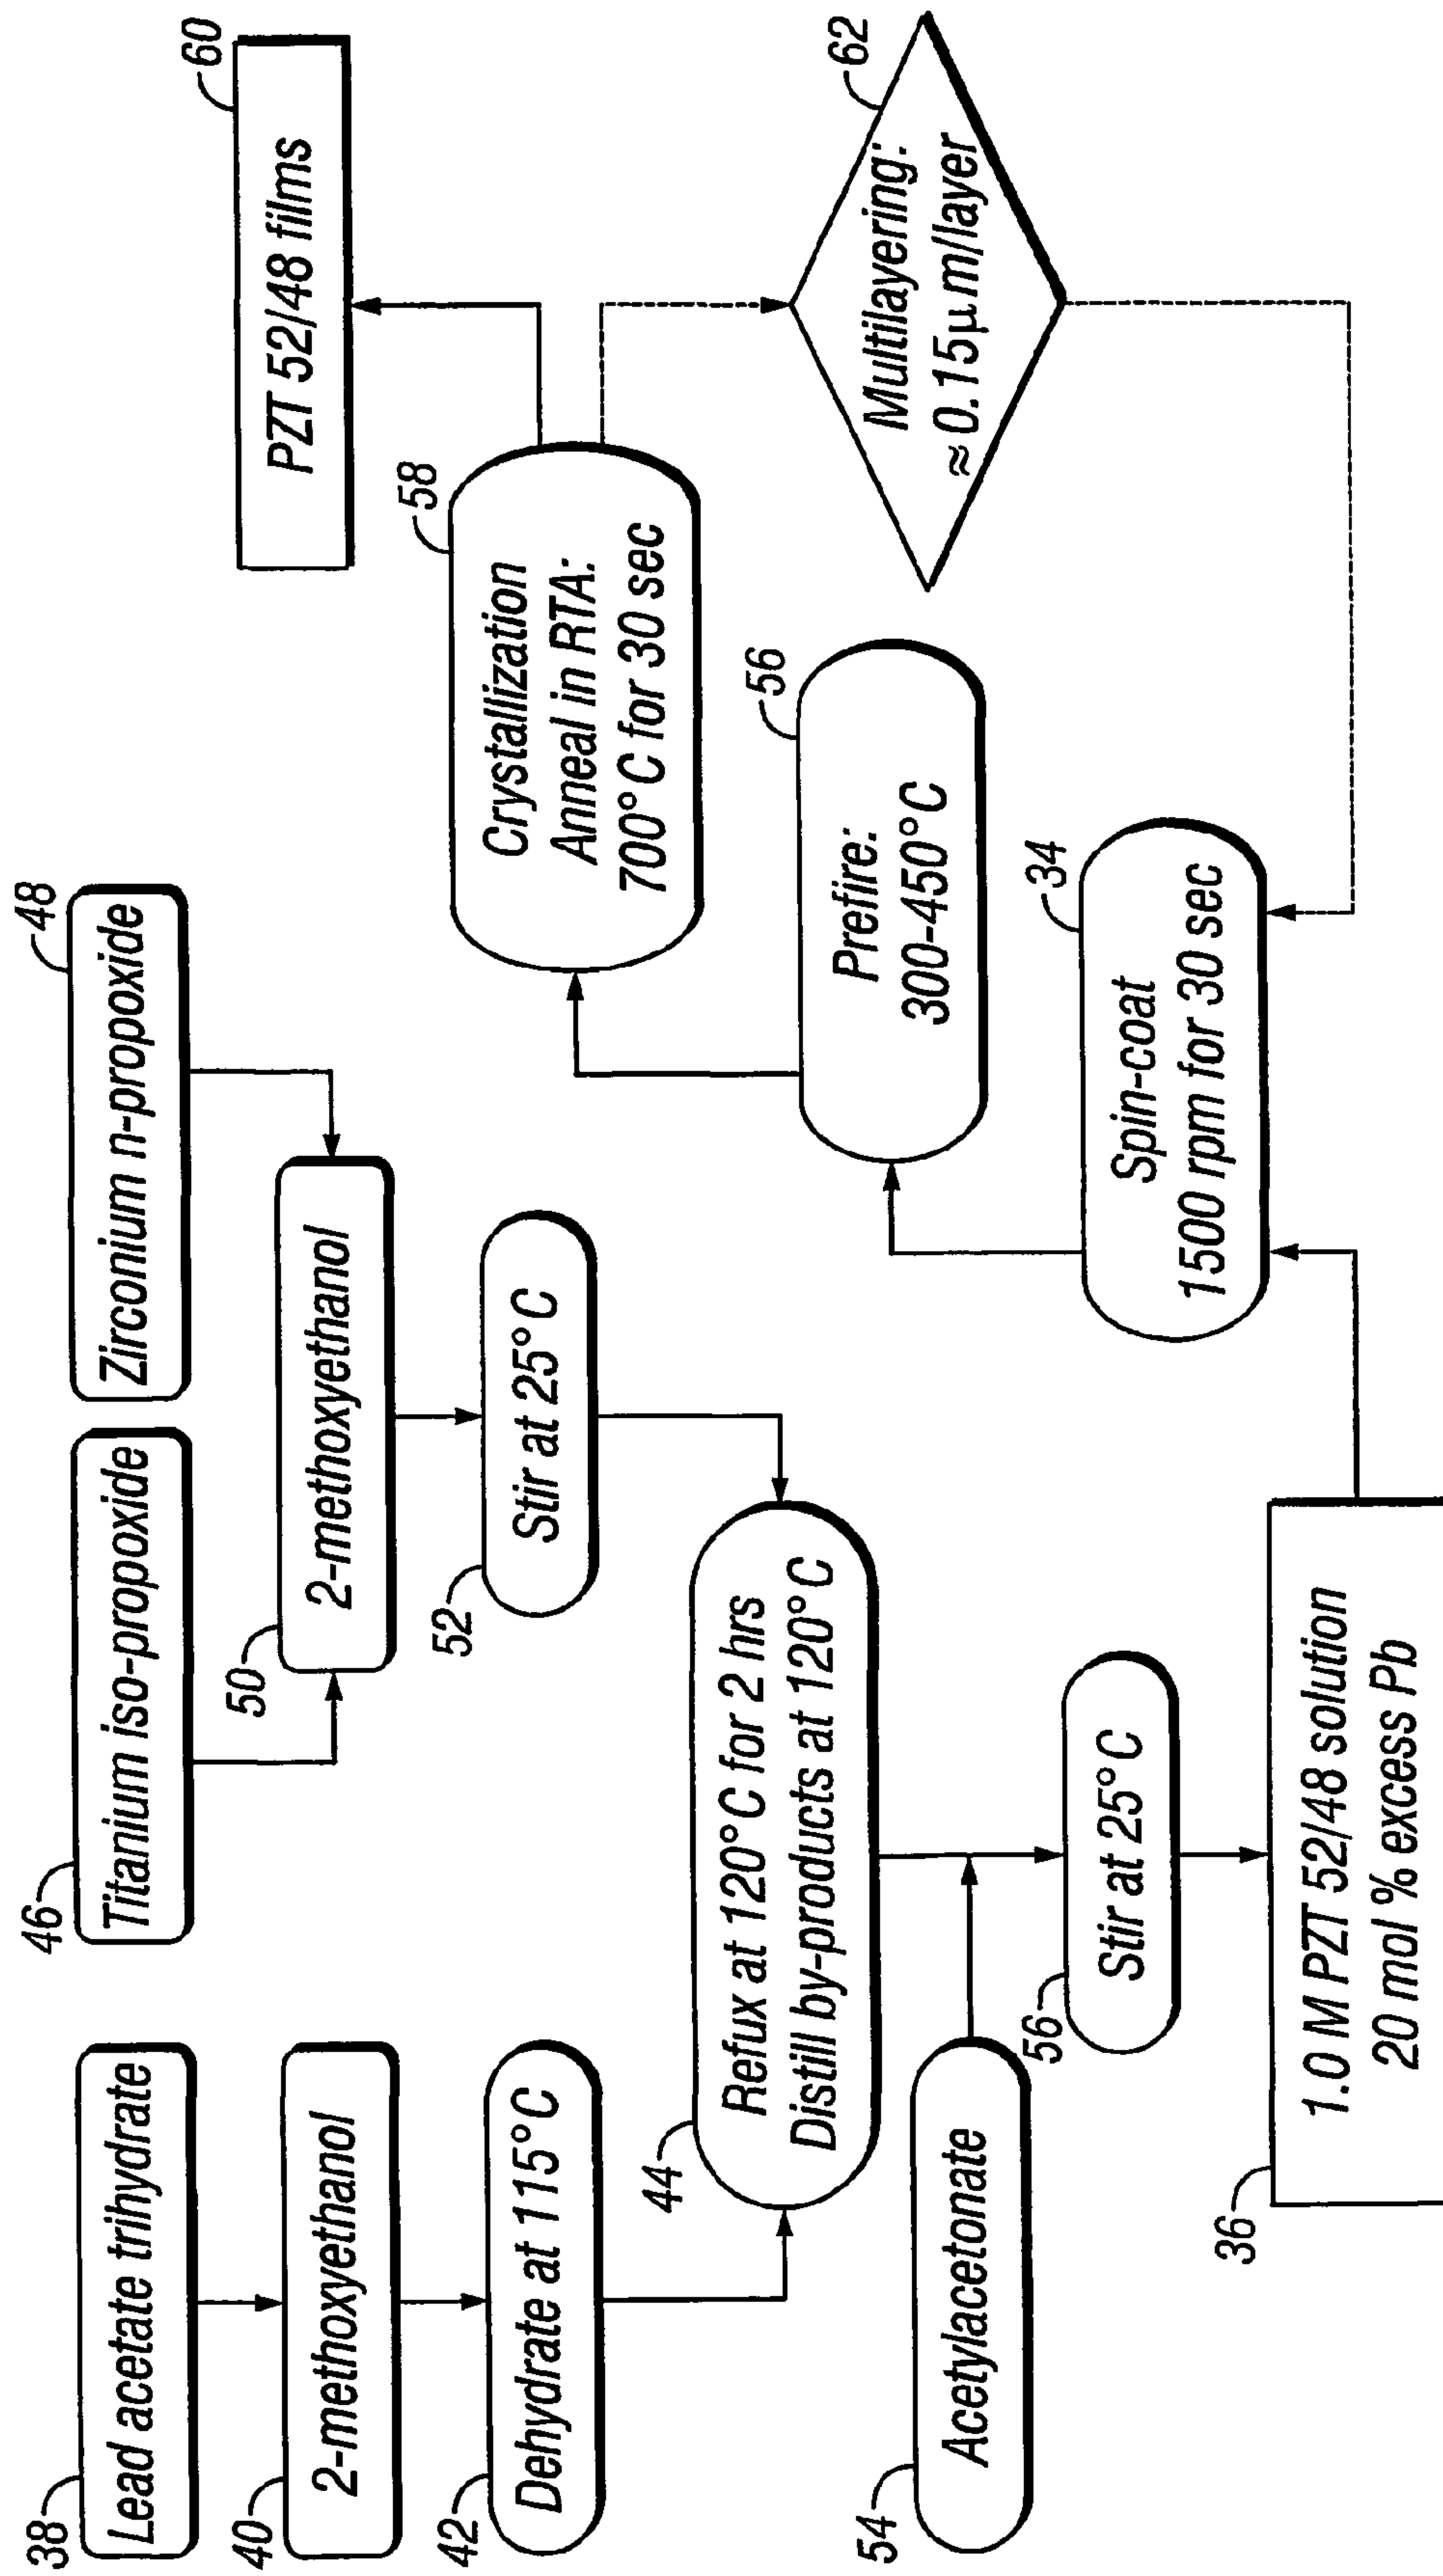 38
Lead acetate trihydrate
40
2-methoxyethanol
42
Dehydrate at 115°C
46
Titanium iso-propoxide
48
Zirconium n-propoxide
50
2-methoxyethanol
52
Stir at 25°C
44
Refux at 120°C for 2 hrs
Distill by-products at 120°C
54
Acetylacetonate
56
Stir at 25°C
36
1.0 M PZT 52/48 solution
20 mol % excess Pb
34
Spin-coat
1500 rpm for 30 sec
56
Prefire:
300-450°C
58
Crystallization
Anneal in RTA:
700°C for 30 sec
60
PZT 52/48 films
62
Multilayering:
≈ 0.15μm/layer